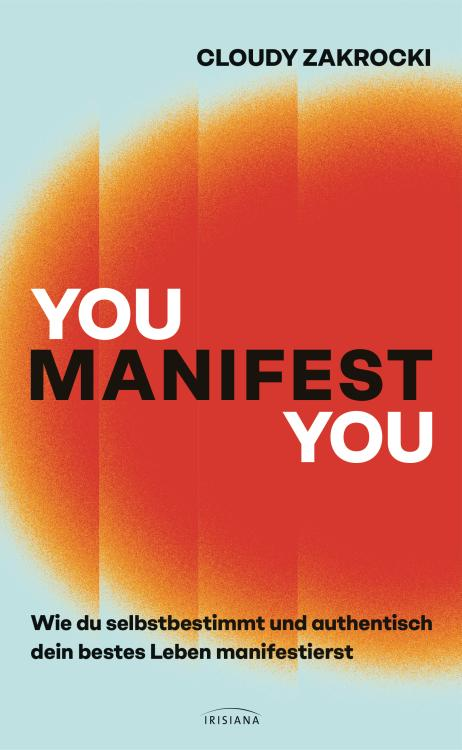 CLOUDY ZAKROCKI
YOU
MANIFEST
YOU
Wie du selbstbestimmt und authentisch
dein bestes Leben manifestierst
IRISIANA